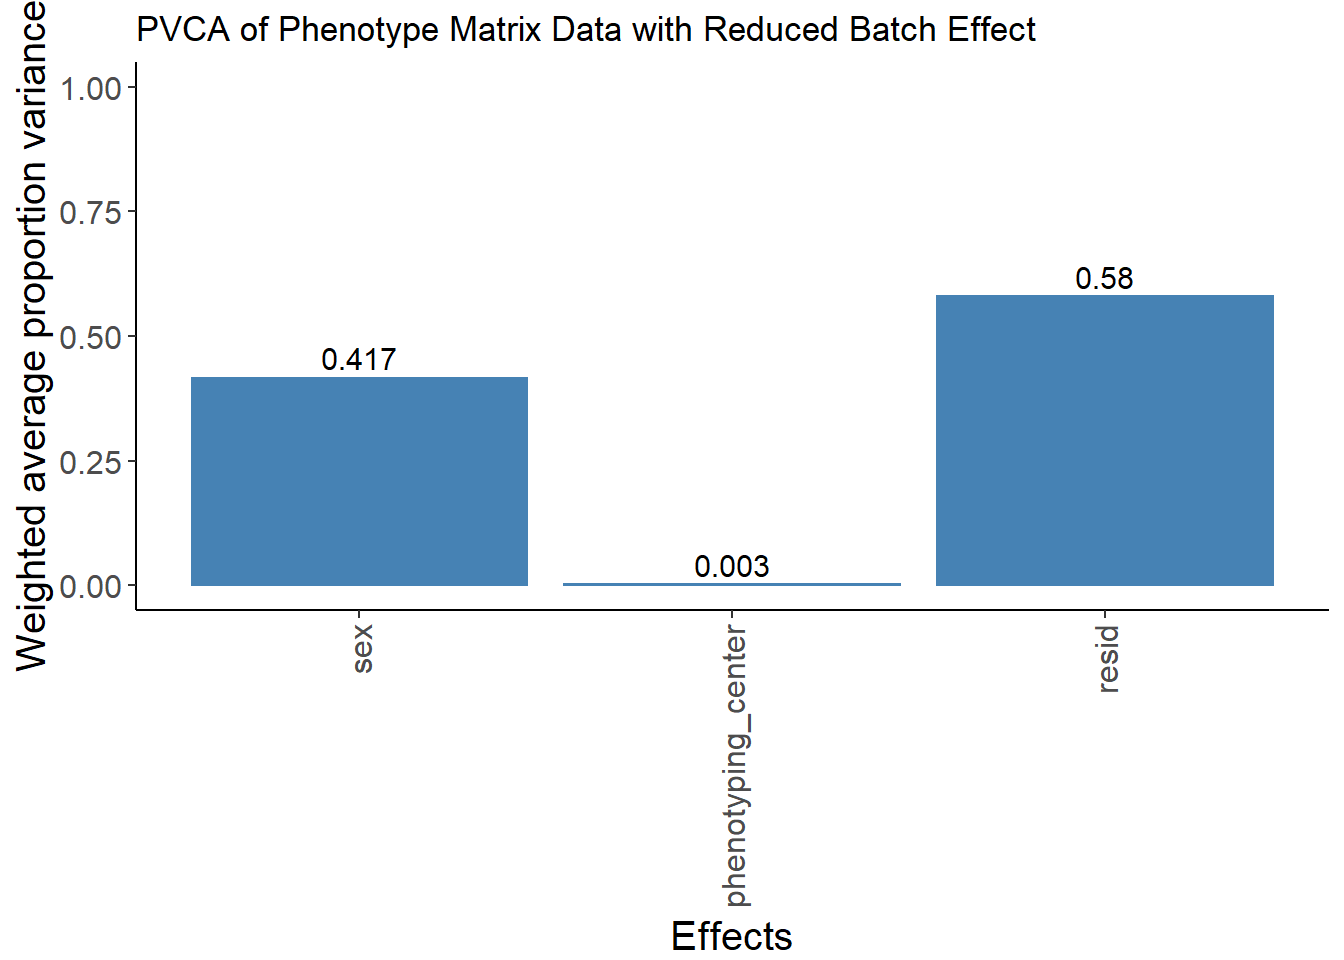 PVCA of Phenotype Matrix Data with Reduced Batch Effect
Weighted average proportion variance
1.00
0.75
0.50
0.25
0.00
0.417
0.003
0.58
sex
phenotyping_center
resid
Effects